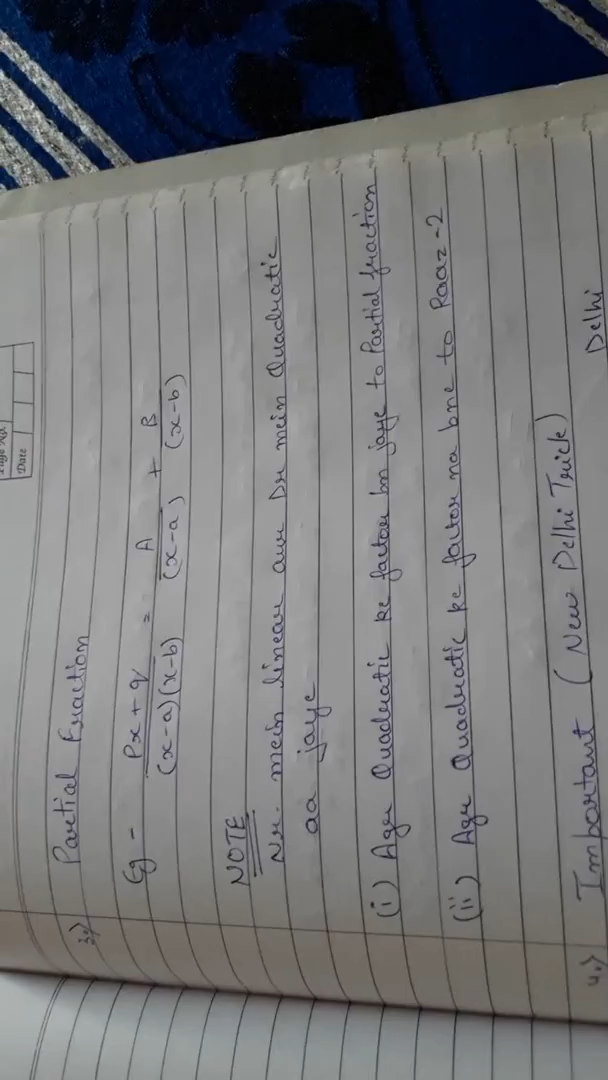 Page No.
Date
3.) Partial Fraction
Eg - Px + q / (x-a)(x-b) = A / (x-a) + B / (x-b)
NOTE
Nr. mein linear aur Dr mein Quadratic
aa jaye
(i) Agr Quadratic ke factor bn jaye to Partial fraction
(ii) Agr Quadratic ke factor na bne to Raaz-2
4.) Important (New Delhi Trick)
Delhi